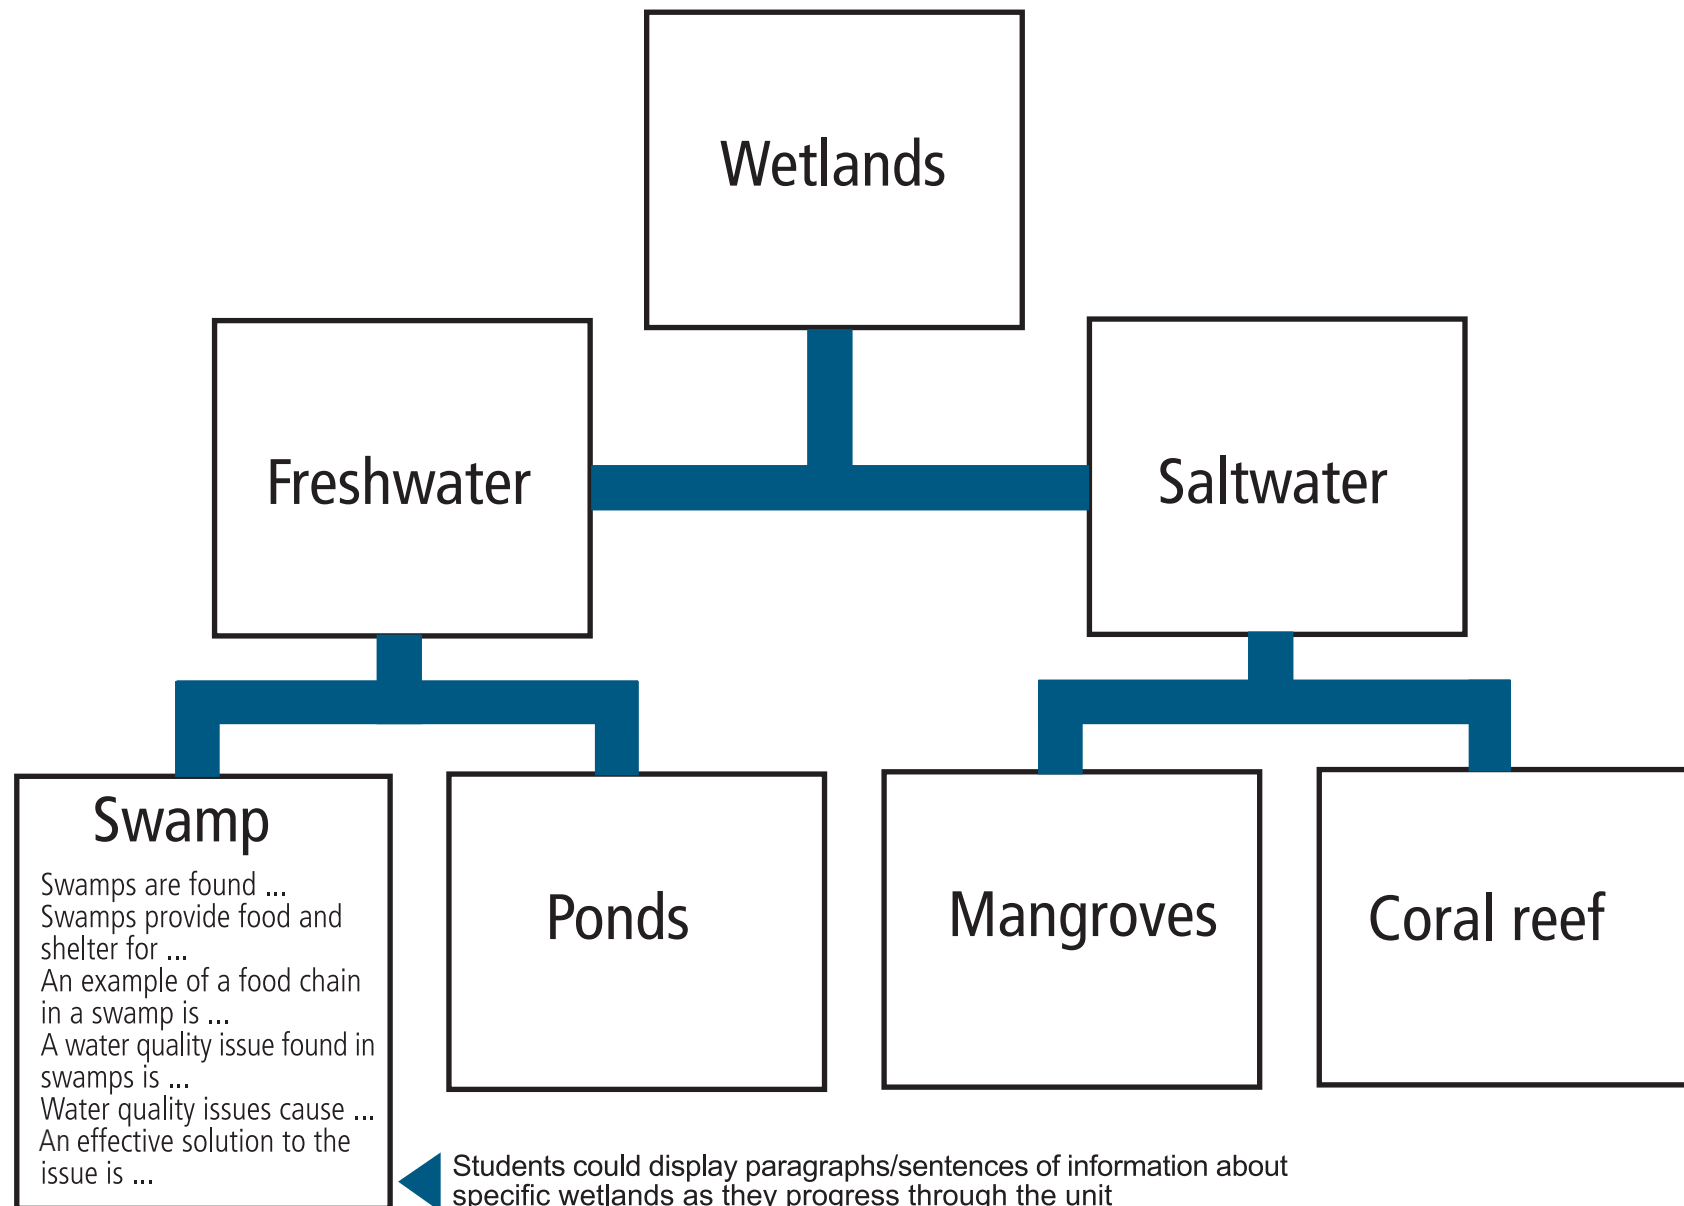 Wetlands
Freshwater
Saltwater
Swamp
Swamps are found ...
Swamps provide food and
shelter for ...
An example of a food chain
in a swamp is ...
A water quality issue found in
swamps is ...
Water quality issues cause ...
An effective solution to the
issue is ...
Ponds
Mangroves
Coral reef
Students could display paragraphs/sentences of information about
specific wetlands as they progress through the unit